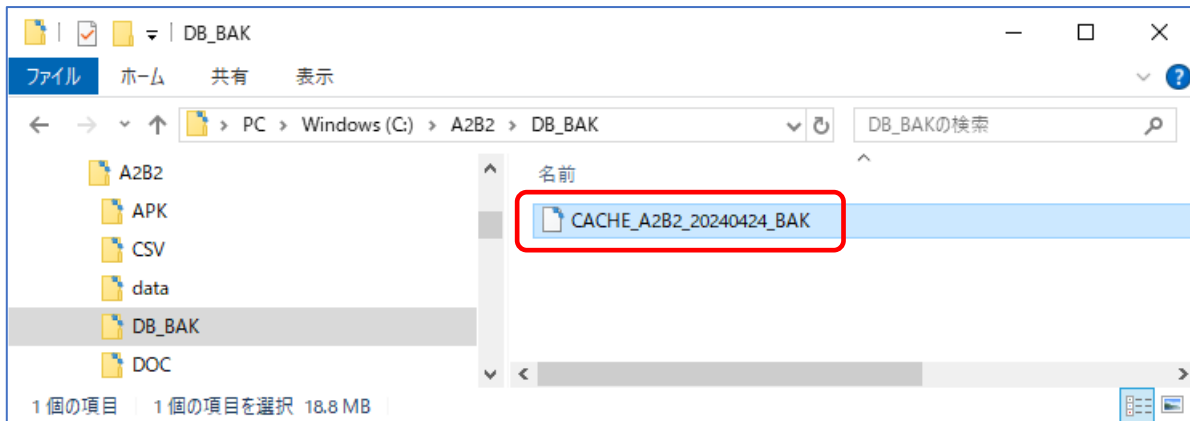 DB_BAK
ファイル ホーム 共有 表示
PC > Windows (C:) > A2B2 > DB_BAK DB_BAKの検索
A2B2
APK
CSV
data
DB_BAK
DOC
名前
CACHE_A2B2_20240424_BAK
1 個の項目 1 個の項目を選択 18.8 MB